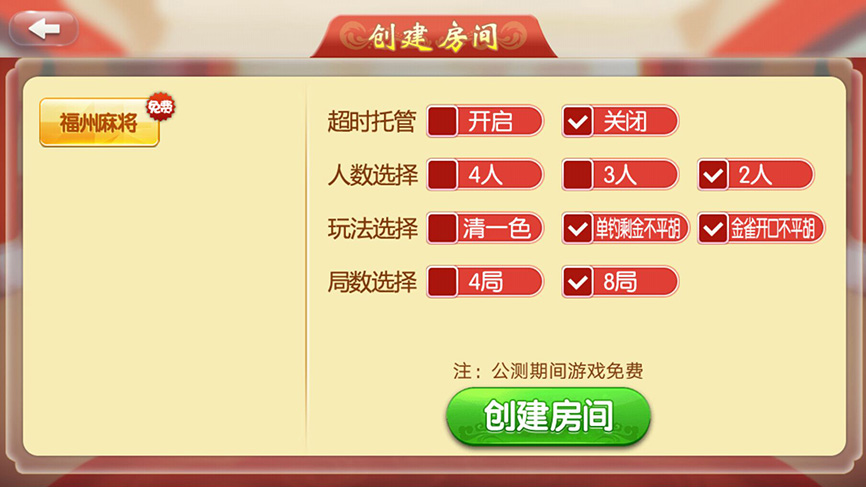 创建房间
福州麻将
免费
超时托管 开启 关闭
人数选择 4人 3人 2人
玩法选择 清一色 单钓剩金不平胡 金雀开口不平胡
局数选择 4局 8局
注：公测期间游戏免费
创建房间